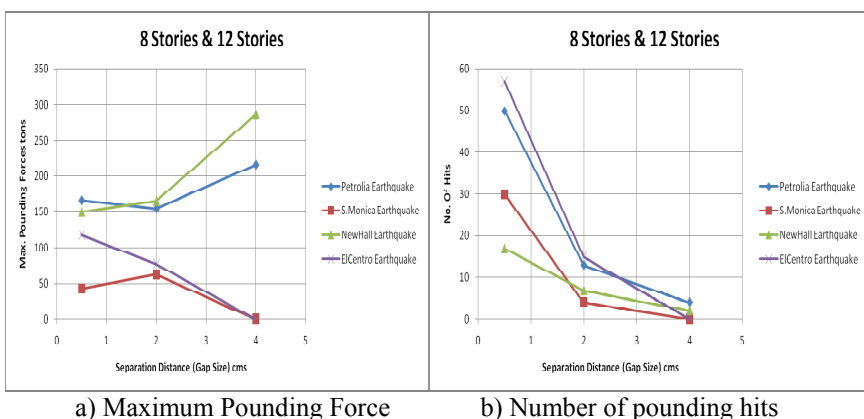 8 Stories & 12 Stories
Max. Pounding Forces tons
350
300
250
200
150
100
50
0
0 1 2 3 4 5
Separation Distance (Gap Size) cms
Petrolia Earthquake
S.Monica Earthquake
NewHall Earthquake
ElCentro Earthquake
8 Stories & 12 Stories
No. Of Hits
60
50
40
30
20
10
0
0 1 2 3 4 5
Separation Distance (Gap Size) cms
Petrolia Earthquake
S.Monica Earthquake
NewHall Earthquake
ElCentro Earthquake
a) Maximum Pounding Force
b) Number of pounding hits